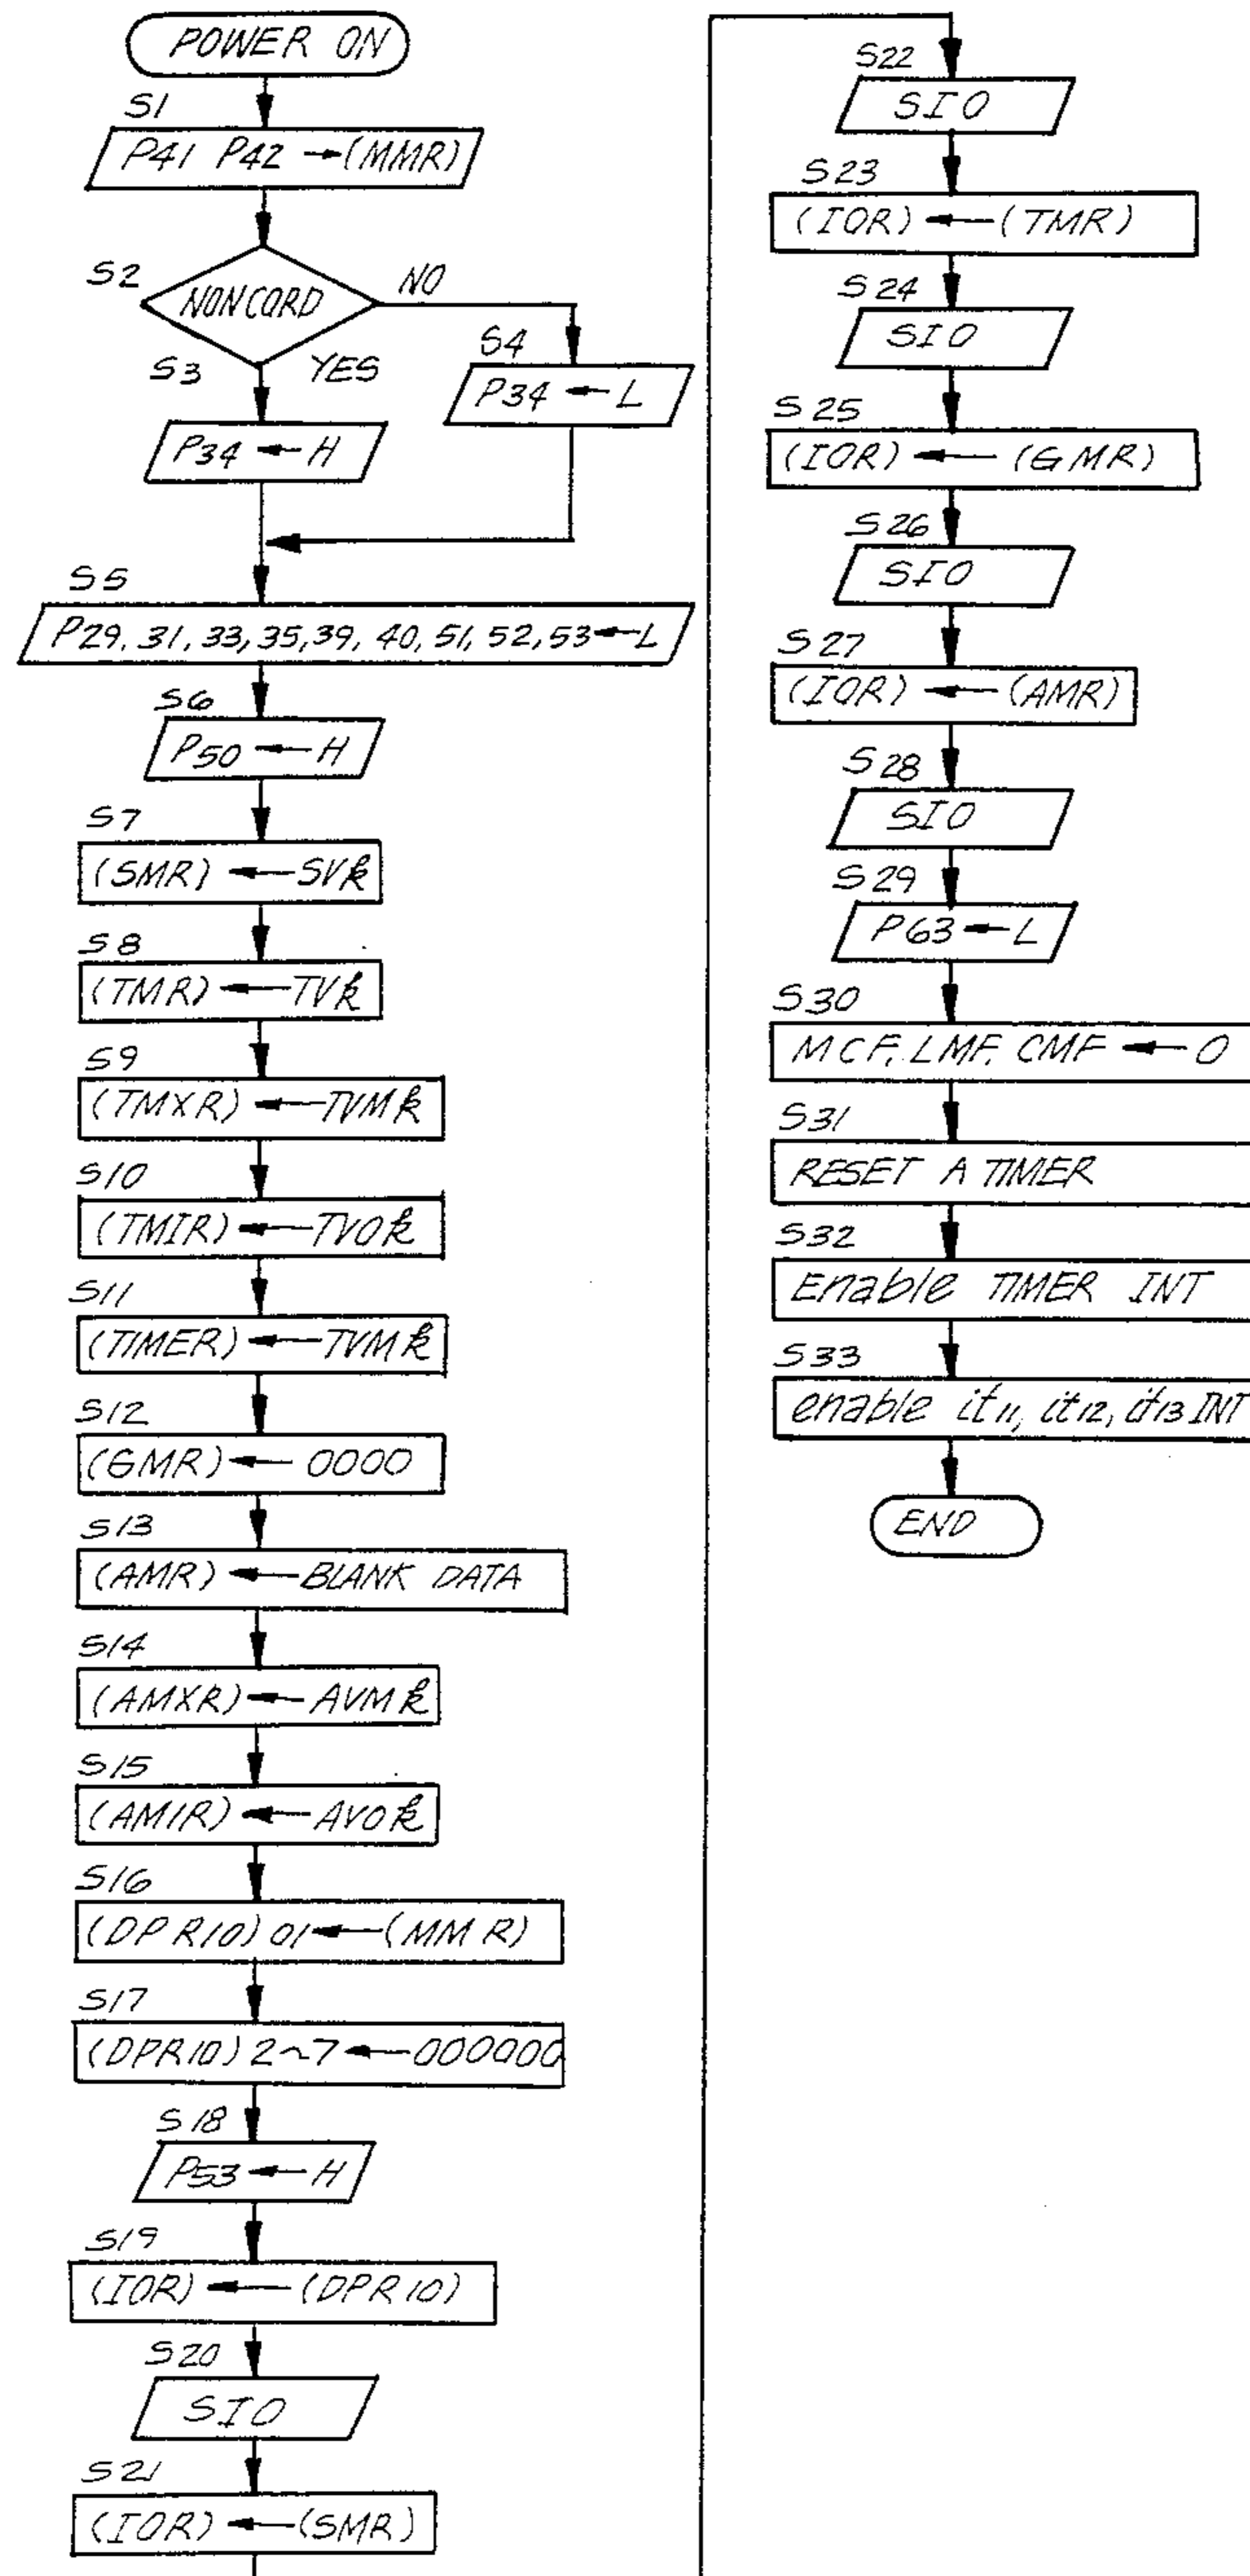 POWER ON
S1
P41 P42 →(MMR)
S2
NONCORD
NO
S3
YES
S4
P34 ← L
P34 ← H
S5
P29, 31, 33, 35, 39, 40, 51, 52, 53 ← L
S6
P50 ← H
S7
(SMR) ← SVk
S8
(TMR) ← TVk
S9
(TMXR) ← TVMk
S10
(TMIR) ← TVOk
S11
(TIMER) ← TVMk
S12
(GMR) ← 0000
S13
(AMR) ← BLANK DATA
S14
(AMXR) ← AVMk
S15
(AMIR) ← AVOk
S16
(DPR10) 01 ← (MMR)
S17
(DPR10) 2~7 ← 000000
S18
P53 ← H
S19
(IOR) ← (DPR10)
S20
SIO
S21
(IOR) ← (SMR)
S22
SIO
S23
(IOR) ← (TMR)
S24
SIO
S25
(IOR) ← (GMR)
S26
SIO
S27
(IOR) ← (AMR)
S28
SIO
S29
P63 ← L
S30
MCF, LMF, CMF ← 0
S31
RESET A TIMER
S32
Enable TIMER INT
S33
enable it11, it12, it13 INT
END